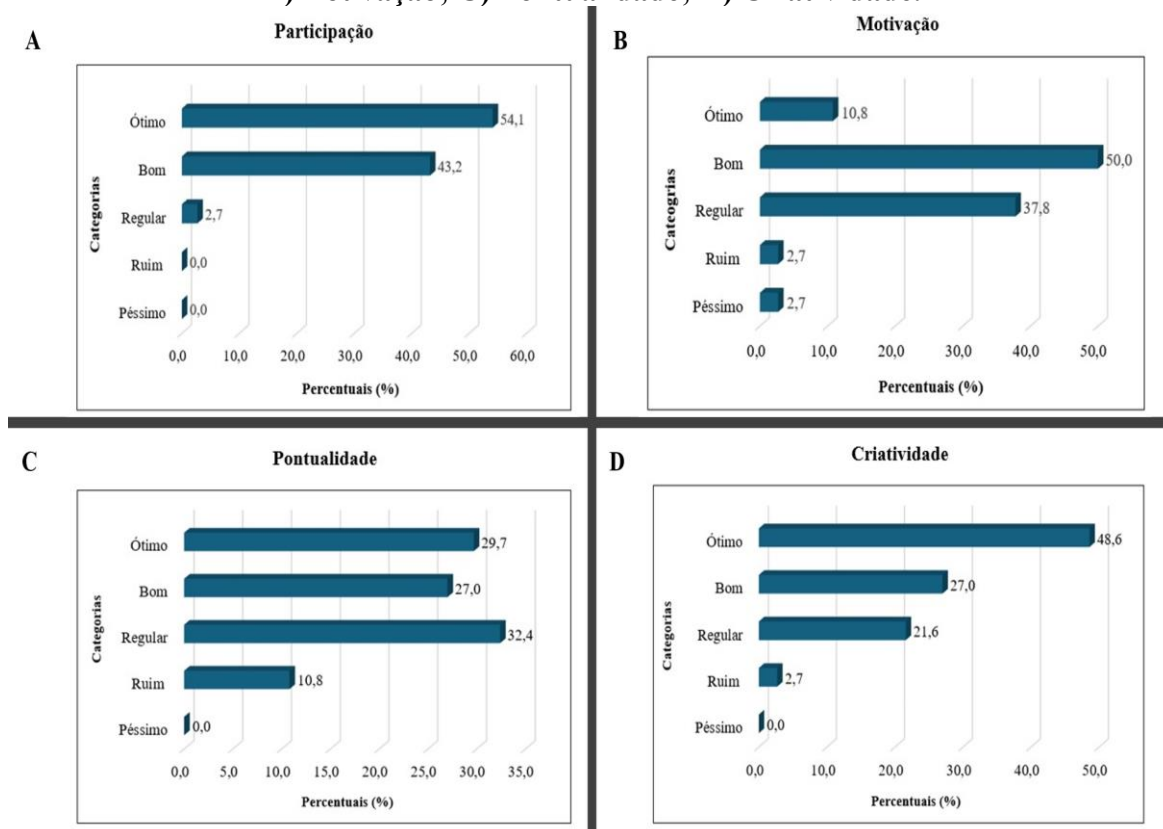 A
Participação
Categorias
Ótimo
54,1
Bom
43,2
Regular
2,7
Ruim
0,0
Péssimo
0,0
0,0 10,0 20,0 30,0 40,0 50,0 60,0
Percentuais (%)
B
Motivação
Cateogrias
Ótimo
10,8
Bom
50,0
Regular
37,8
Ruim
2,7
Péssimo
2,7
0,0 10,0 20,0 30,0 40,0 50,0
Percentuais (%)
C
Pontualidade
Categorias
Ótimo
29,7
Bom
27,0
Regular
32,4
Ruim
10,8
Péssimo
0,0
0,0 5,0 10,0 15,0 20,0 25,0 30,0 35,0
Percentuais (%)
D
Criatividade
Categorias
Ótimo
48,6
Bom
27,0
Regular
21,6
Ruim
2,7
Péssimo
0,0
0,0 10,0 20,0 30,0 40,0 50,0
Percentuais (%)